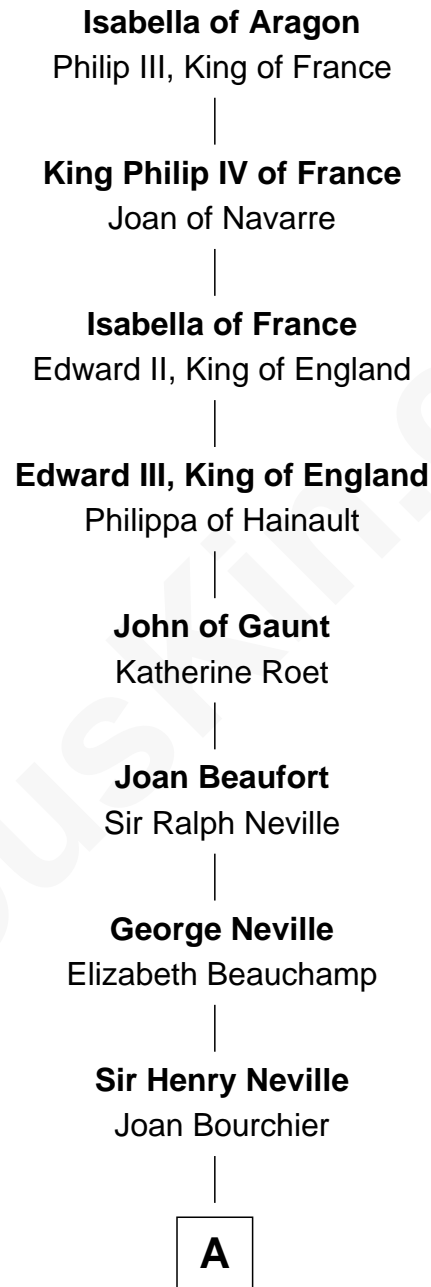 Isabella of Aragon
Philip III, King of France
King Philip IV of France
Joan of Navarre
Isabella of France
Edward II, King of England
Edward III, King of England
Philippa of Hainault
John of Gaunt
Katherine Roet
Joan Beaufort
Sir Ralph Neville
George Neville
Elizabeth Beauchamp
Sir Henry Neville
Joan Bourchier
A